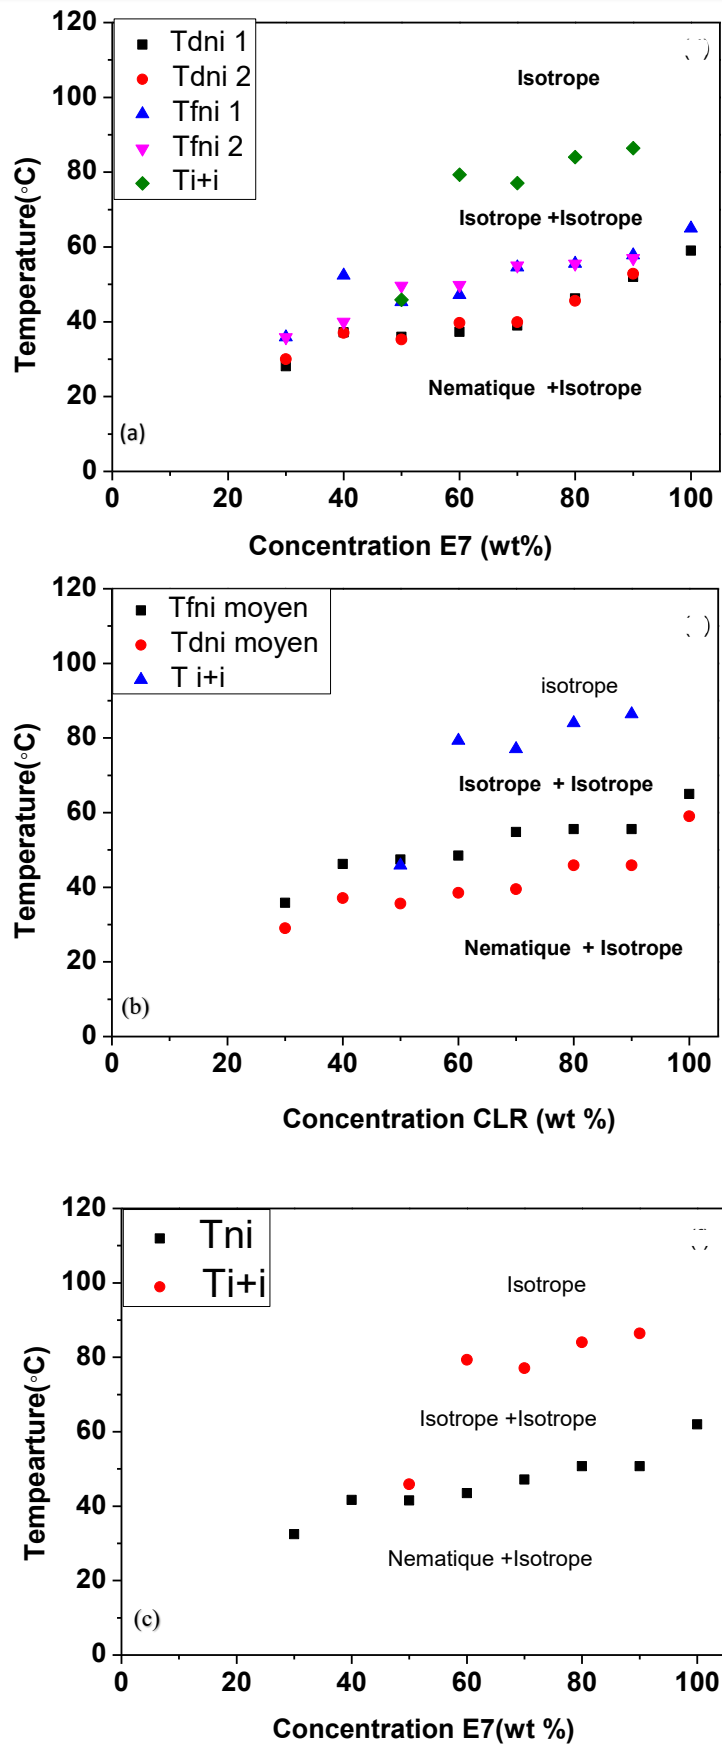 120
100
80
60
40
20
0
Temperature(°C)
Tdni 1
Tdni 2
Tfni 1
Tfni 2
Ti+i
Isotrope
Isotrope +Isotrope
Nematique +Isotrope
(a)
0 20 40 60 80 100
Concentration E7 (wt%)
120
100
80
60
40
20
0
Temperature(°C)
Tfni moyen
Tdni moyen
T i+i
isotrope
Isotrope + Isotrope
Nematique + Isotrope
(b)
0 20 40 60 80 100
Concentration CLR (wt %)
120
100
80
60
40
20
0
Tempearture(°C)
Tni
Ti+i
Isotrope
Isotrope +Isotrope
Nematique +Isotrope
(c)
0 20 40 60 80 100
Concentration E7(wt %)